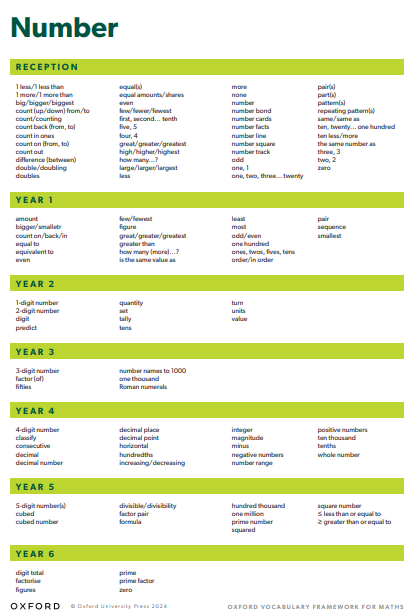 Number
RECEPTION
1 less/1 less than
1 more/1 more than
big/bigger/biggest
count (up/down) from/to
count/counting
count back (from, to)
count in ones
count on (from, to)
count out
difference (between)
double/doubling
doubles
equal(s)
equal amounts/shares
even
few/fewer/fewest
first, second... tenth
five, 5
four, 4
great/greater/greatest
high/higher/highest
how many...?
large/larger/largest
less
more
none
number
number bond
number cards
number facts
number line
number square
number track
odd
one, 1
one, two, three... twenty
pair(s)
part(s)
pattern(s)
repeating pattern(s)
same/same as
ten, twenty... one hundred
ten less/more
the same number as
three, 3
two, 2
zero
YEAR 1
amount
bigger/smalletr
count on/back/in
equal to
equivalent to
even
few/fewest
figure
great/greater/greatest
greater than
how many (more)...?
is the same value as
least
most
odd/even
one hundred
ones, twos, fives, tens
order/in order
pair
sequence
smallest
YEAR 2
1-digit number
2-digit number
digit
predict
quantity
set
tally
tens
turn
units
value
YEAR 3
3-digit number
factor (of)
fifties
number names to 1000
one thousand
Roman numerals
YEAR 4
4-digit number
classify
consecutive
decimal
decimal number
decimal place
decimal point
horizontal
hundredths
increasing/decreasing
integer
magnitude
minus
negative numbers
number range
positive numbers
ten thousand
tenths
whole number
YEAR 5
5-digit number(s)
cubed
cubed number
divisible/divisibility
factor pair
formula
hundred thousand
one million
prime number
squared
square number
≤ less than or equal to
≥ greater than or equal to
YEAR 6
digit total
factorise
figures
prime
prime factor
zero
OXFORD © Oxford University Press 2024 OXFORD VOCABULARY FRAMEWORK FOR MATHS